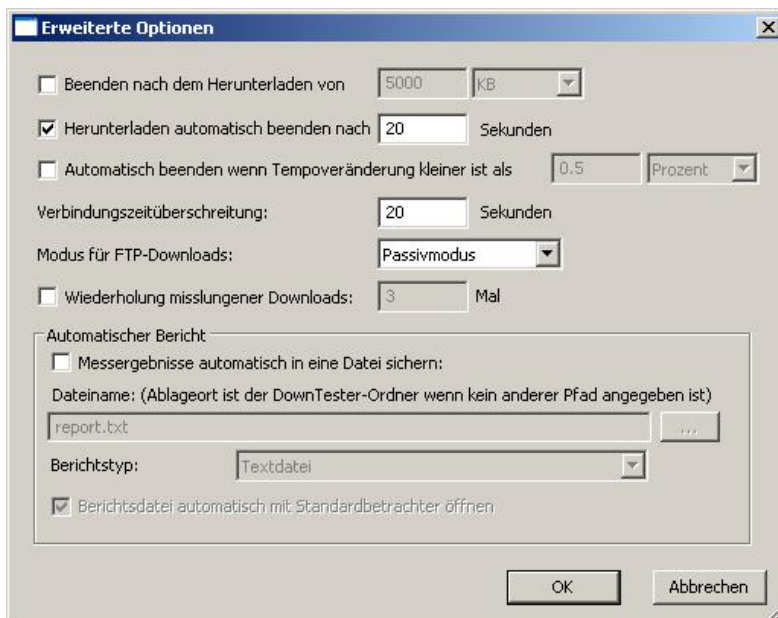 Erweiterte Optionen
Beenden nach dem Herunterladen von 5000 KB
Herunterladen automatisch beenden nach 20 Sekunden
Automatisch beenden wenn Tempoveränderung kleiner ist als 0.5 Prozent
Verbindungszeitüberschreitung: 20 Sekunden
Modus für FTP-Downloads: Passivmodus
Wiederholung misslungener Downloads: 3 Mal
Automatischer Bericht
Messergebnisse automatisch in eine Datei sichern:
Dateiname: (Ablageort ist der DownTester-Ordner wenn kein anderer Pfad angegeben ist)
report.txt ...
Berichtstyp: Textdatei
Berichtsdatei automatisch mit Standardbetrachter öffnen
OK Abbrechen